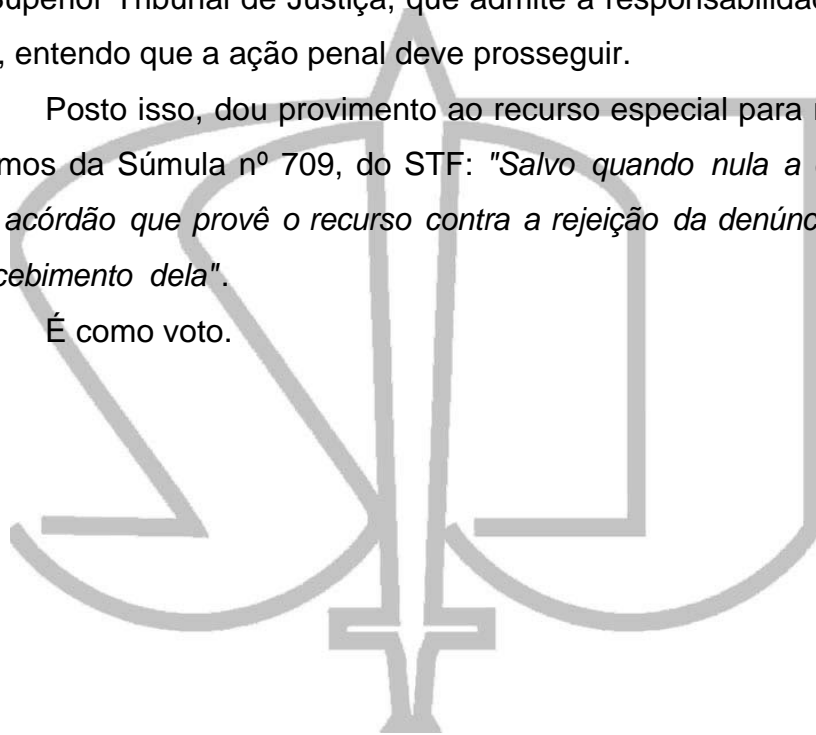 Superior Tribunal de Justiça, que admite a
, entendo que a ação penal deve prosseguir.
Posto isso, dou provimento ao recurso especial para
mos da Súmula nº 709, do STF: "Salvo quando nula a
acórdão que provê o recurso contra a rejeição da
cebimento dela".
É como voto.